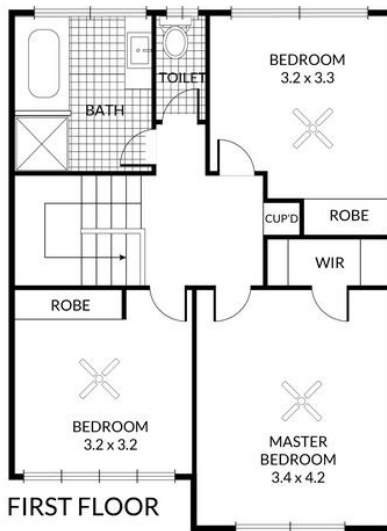 BATH
TOILET
BEDROOM
3.2 x 3.3
CUP'D
ROBE
WIR
ROBE
BEDROOM
3.2 x 3.2
MASTER
BEDROOM
3.4 x 4.2
FIRST FLOOR